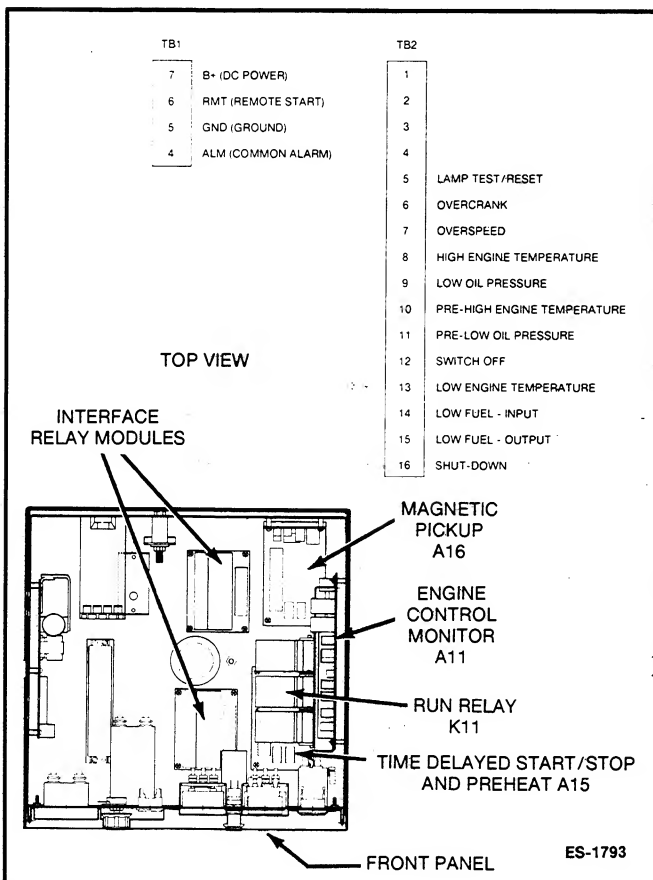 TB1
7 B+ (DC POWER)
6 RMT (REMOTE START)
5 GND (GROUND)
4 ALM (COMMON ALARM)
TB2
1
2
3
4
5 LAMP TEST/RESET
6 OVERCRANK
7 OVERSPEED
8 HIGH ENGINE TEMPERATURE
9 LOW OIL PRESSURE
10 PRE-HIGH ENGINE TEMPERATURE
11 PRE-LOW OIL PRESSURE
12 SWITCH OFF
13 LOW ENGINE TEMPERATURE
14 LOW FUEL - INPUT
15 LOW FUEL - OUTPUT
16 SHUT-DOWN
TOP VIEW
INTERFACE
RELAY MODULES
MAGNETIC
PICKUP
A16
ENGINE
CONTROL
MONITOR
A11
RUN RELAY
K11
TIME DELAYED START/STOP
AND PREHEAT A15
FRONT PANEL
ES-1793